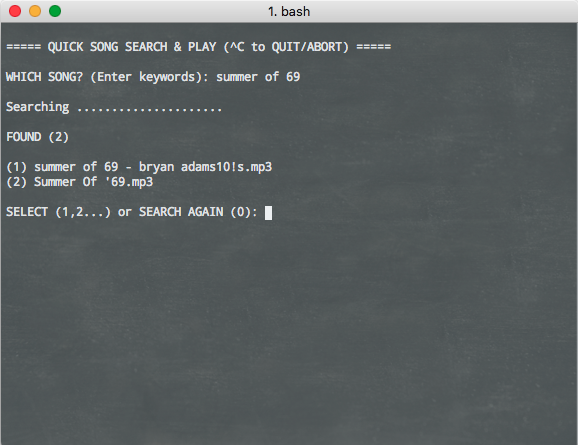 1. bash
===== QUICK SONG SEARCH & PLAY (^C to QUIT/ABORT) =====
WHICH SONG? (Enter keywords): summer of 69
Searching .....................
FOUND (2)
(1) summer of 69 - bryan adams10!s.mp3
(2) Summer Of '69.mp3
SELECT (1,2...) or SEARCH AGAIN (0):